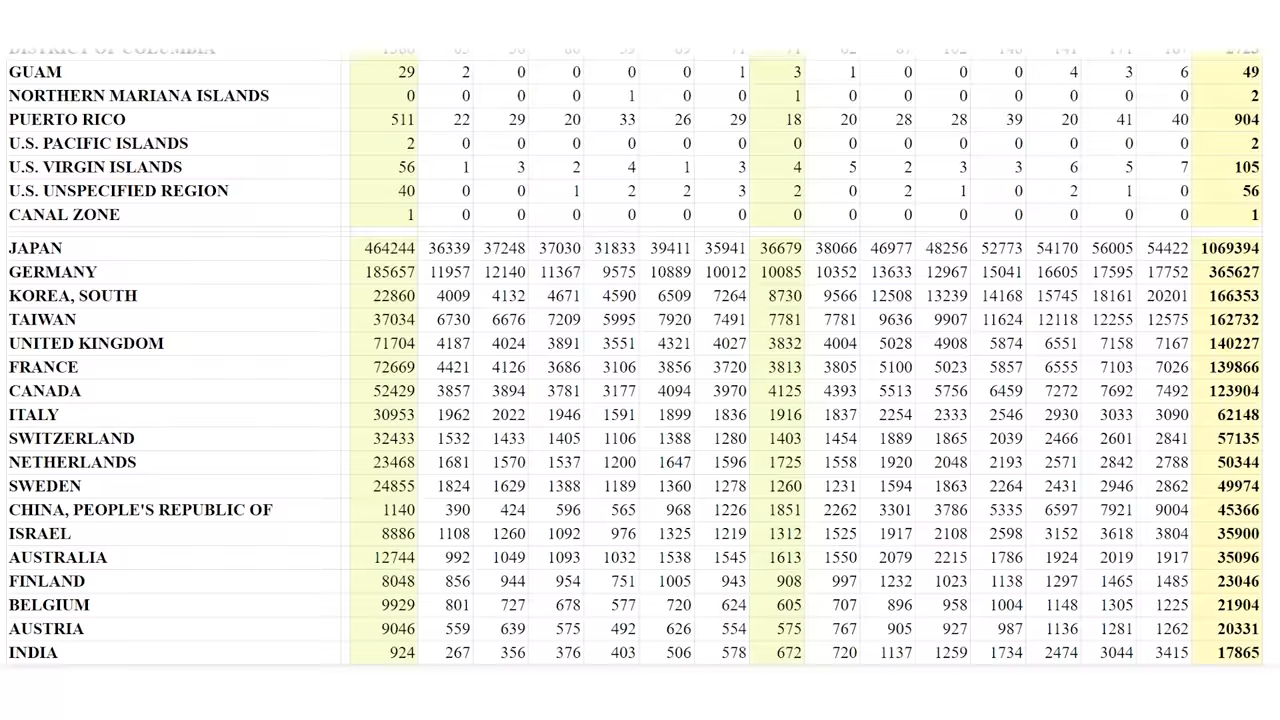 GUAM 29 2 0 0 0 0 1 3 1 0 0 0 4 3 6 49
NORTHERN MARIANA ISLANDS 0 0 0 0 1 0 0 1 0 0 0 0 0 0 0 2
PUERTO RICO 511 22 29 20 33 26 29 18 20 28 28 39 20 41 40 904
U.S. PACIFIC ISLANDS 2 0 0 0 0 0 0 0 0 0 0 0 0 0 0 2
U.S. VIRGIN ISLANDS 56 1 3 2 4 1 3 4 5 2 3 3 6 5 7 105
U.S. UNSPECIFIED REGION 40 0 0 1 2 2 3 2 0 2 1 0 2 1 0 56
CANAL ZONE 1 0 0 0 0 0 0 0 0 0 0 0 0 0 0 1
JAPAN 464244 36339 37248 37030 31833 39411 35941 36679 38066 46977 48256 52773 54170 56005 54422 1069394
GERMANY 185657 11957 12140 11367 9575 10889 10012 10085 10352 13633 12967 15041 16605 17595 17752 365627
KOREA, SOUTH 22860 4009 4132 4671 4590 6509 7264 8730 9566 12508 13239 14168 15745 18161 20201 166353
TAIWAN 37034 6730 6676 7209 5995 7920 7491 7781 7781 9636 9907 11624 12118 12255 12575 162732
UNITED KINGDOM 71704 4187 4024 3891 3551 4321 4027 3832 4004 5028 4908 5874 6551 7158 7167 140227
FRANCE 72669 4421 4126 3686 3106 3856 3720 3813 3805 5100 5023 5857 6555 7103 7026 139866
CANADA 52429 3857 3894 3781 3177 4094 3970 4125 4393 5513 5756 6459 7272 7692 7492 123904
ITALY 30953 1962 2022 1946 1591 1899 1836 1916 1837 2254 2333 2546 2930 3033 3090 62148
SWITZERLAND 32433 1532 1433 1405 1106 1388 1280 1403 1454 1889 1865 2039 2466 2601 2841 57135
NETHERLANDS 23468 1681 1570 1537 1200 1647 1596 1725 1558 1920 2048 2193 2571 2842 2788 50344
SWEDEN 24855 1824 1629 1388 1189 1360 1278 1260 1231 1594 1863 2264 2431 2946 2862 49974
CHINA, PEOPLE'S REPUBLIC OF 1140 390 424 596 565 968 1226 1851 2262 3301 3786 5335 6597 7921 9004 45366
ISRAEL 8886 1108 1260 1092 976 1325 1219 1312 1525 1917 2108 2598 3152 3618 3804 35900
AUSTRALIA 12744 992 1049 1093 1032 1538 1545 1613 1550 2079 2215 1786 1924 2019 1917 35096
FINLAND 8048 856 944 954 751 1005 943 908 997 1232 1023 1138 1297 1465 1485 23046
BELGIUM 9929 801 727 678 577 720 624 605 707 896 958 1004 1148 1305 1225 21904
AUSTRIA 9046 559 639 575 492 626 554 575 767 905 927 987 1136 1281 1262 20331
INDIA 924 267 356 376 403 506 578 672 720 1137 1259 1734 2474 3044 3415 17865